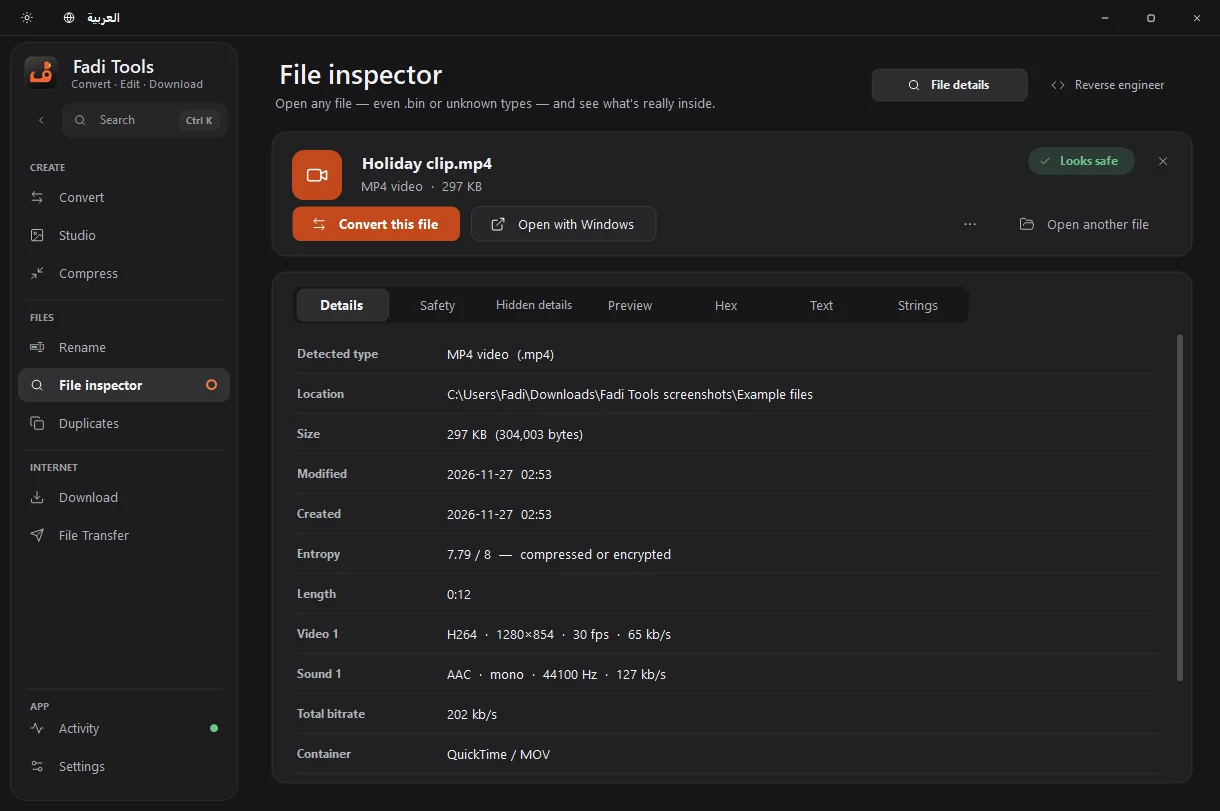 العربية
Fadi Tools
Convert · Edit · Download
Search Ctrl K
CREATE
Convert
Studio
Compress
FILES
Rename
File inspector
Duplicates
INTERNET
Download
File Transfer
APP
Activity
Settings
File inspector
Open any file — even .bin or unknown types — and see what's really inside.
File details
Reverse engineer
Holiday clip.mp4
MP4 video · 297 KB
Looks safe
Convert this file
Open with Windows
Open another file
Details Safety Hidden details Preview Hex Text Strings
Detected type MP4 video (.mp4)
Location C:\Users\Fadi\Downloads\Fadi Tools screenshots\Example files
Size 297 KB (304,003 bytes)
Modified 2026-11-27 02:53
Created 2026-11-27 02:53
Entropy 7.79 / 8 — compressed or encrypted
Length 0:12
Video 1 H264 · 1280×854 · 30 fps · 65 kb/s
Sound 1 AAC · mono · 44100 Hz · 127 kb/s
Total bitrate 202 kb/s
Container QuickTime / MOV